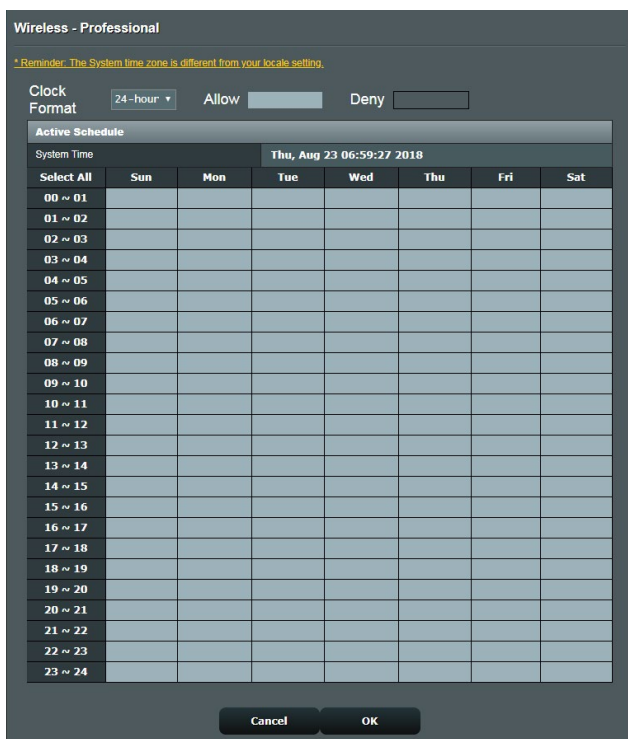 Wireless - Professional
* Reminder: The System time zone is different from your locale setting.
Clock Format 24-hour Allow Deny
Active Schedule
System Time Thu, Aug 23 06:59:27 2018
Select All Sun Mon Tue Wed Thu Fri Sat
00 ~ 01
01 ~ 02
02 ~ 03
03 ~ 04
04 ~ 05
05 ~ 06
06 ~ 07
07 ~ 08
08 ~ 09
09 ~ 10
10 ~ 11
11 ~ 12
12 ~ 13
13 ~ 14
14 ~ 15
15 ~ 16
16 ~ 17
17 ~ 18
18 ~ 19
19 ~ 20
20 ~ 21
21 ~ 22
22 ~ 23
23 ~ 24
Cancel OK